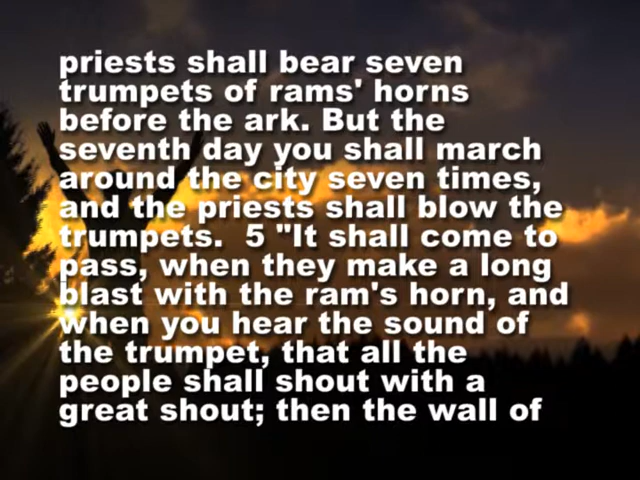 priests shall bear seven
trumpets of rams' horns
before the ark. But the
seventh day you shall march
around the city seven times,
and the priests shall blow the
trumpets.  5 "It shall come to
pass, when they make a long
blast with the ram's horn, and
when you hear the sound of
the trumpet, that all the
people shall shout with a
great shout; then the wall of